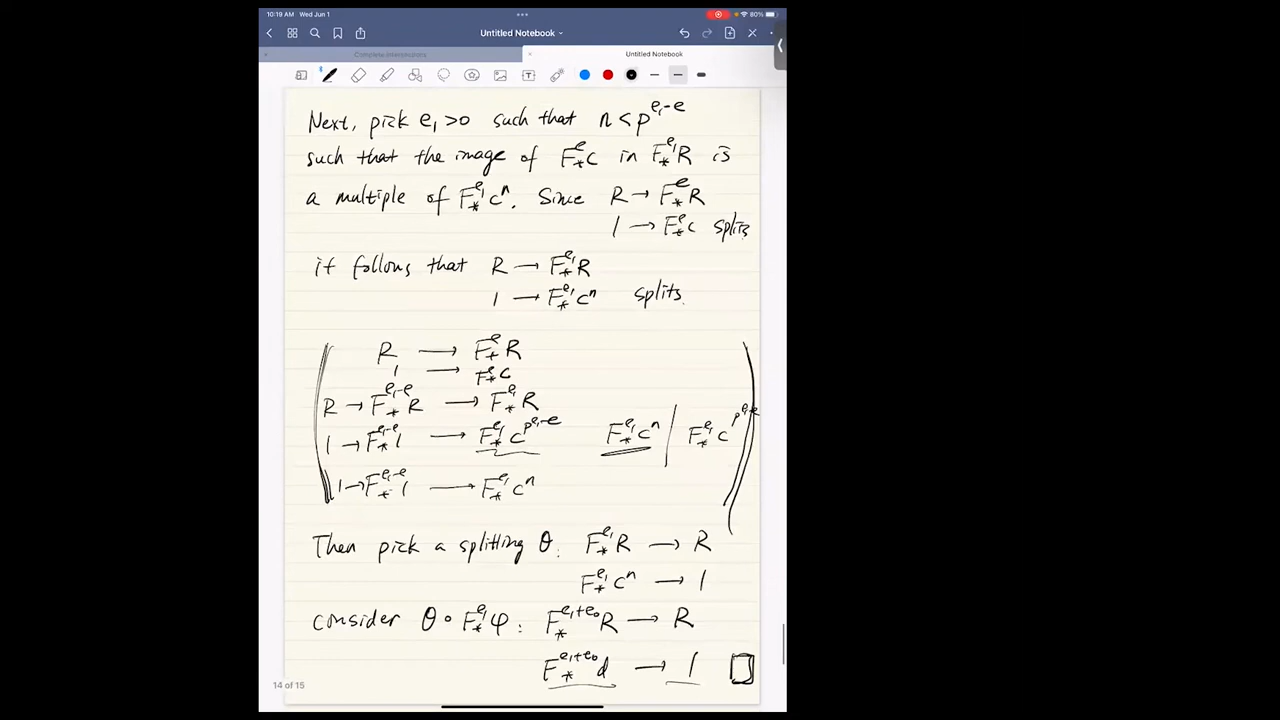 10:19 AM Wed Jun 1
80%
Untitled Notebook
Complete Intersections
Untitled Notebook
Next, pick e₁>0 such that n < p^{e₁-e}
such that the image of F^e_*c in F^{e₁}_*R is
a multiple of F^{e₁}_*c^n. Since R → F^e_*R
1 → F^e_*c splits
it follows that R → F^{e₁}_*R
1 → F^{e₁}_*c^n splits.
R → F^e_*R
1 → F^e_*c
R → F^{e₁-e}_*R → F^{e₁}_*R
1 → F^{e₁-e}_*1 → F^{e₁}_*c^{p^{e₁-e}} F^{e₁}_*c^n | F^{e₁}_*c^{p^{e₁-e}}
1 → F^{e₁-e}_*1 → F^{e₁}_*c^n
Then pick a splitting θ: F^{e₁}_*R → R
F^{e₁}_*c^n → 1
consider θ∘F^{e₁}_*φ: F^{e₁+e₀}_*R → R
F^{e₁+e₀}_*d → 1 □
14 of 15